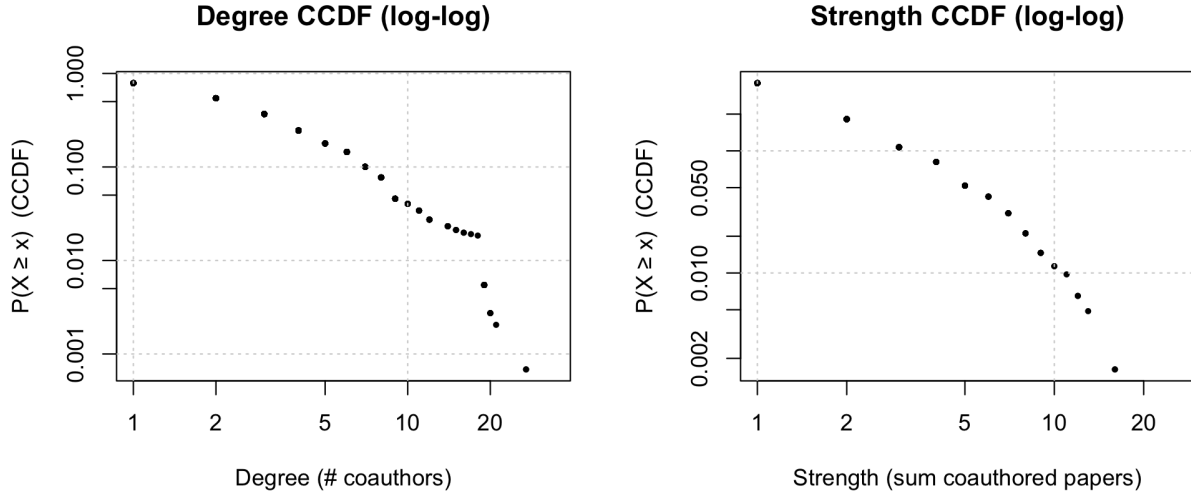 Degree CCDF (log-log)
P(X ≥ x) (CCDF)
1.000
0.100
0.010
0.001
1 2 5 10 20
Degree (# coauthors)
Strength CCDF (log-log)
P(X ≥ x) (CCDF)
0.050
0.010
0.002
1 2 5 10 20
Strength (sum coauthored papers)